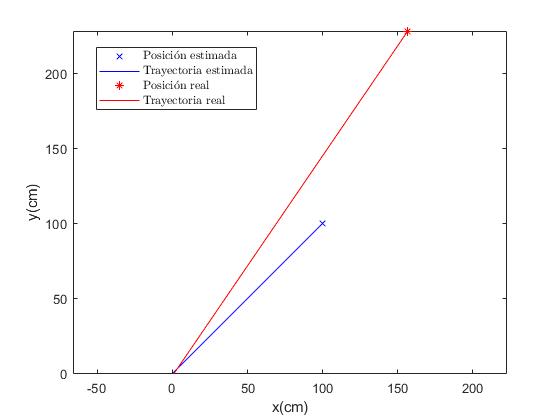 Posición estimada
Trayectoria estimada
Posición real
Trayectoria real
200
150
100
50
0
y(cm)
-50
0
50
100
150
200
x(cm)